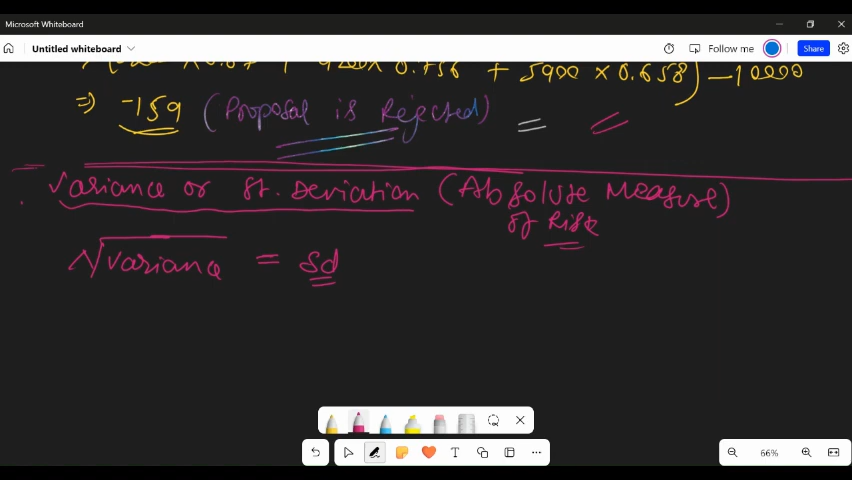 Microsoft Whiteboard
Untitled whiteboard
Follow me
Share
× 0.756 + 5900 × 0.658) - 10000
=> -159 (Proposal is Rejected)
Variance or St. Deviation (Absolute Measure)
of Risk
√variance = sd
66%